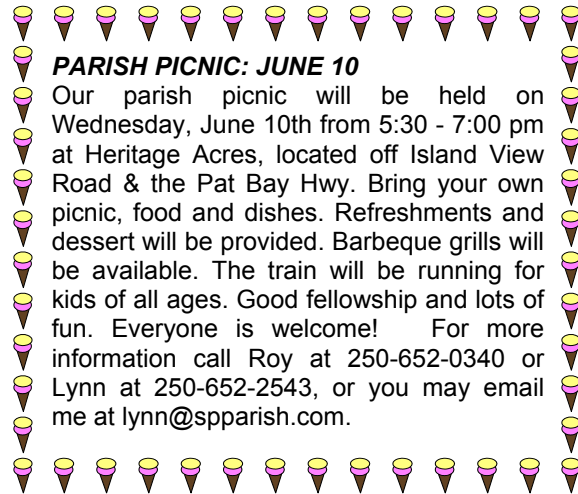 PARISH PICNIC: JUNE 10
Our parish picnic will be held on
Wednesday, June 10th from 5:30 - 7:00 pm
at Heritage Acres, located off Island View
Road & the Pat Bay Hwy. Bring your own
picnic, food and dishes. Refreshments and
dessert will be provided. Barbeque grills will
be available. The train will be running for
kids of all ages. Good fellowship and lots of
fun. Everyone is welcome! For more
information call Roy at 250-652-0340 or
Lynn at 250-652-2543, or you may email
me at lynn@spparish.com.